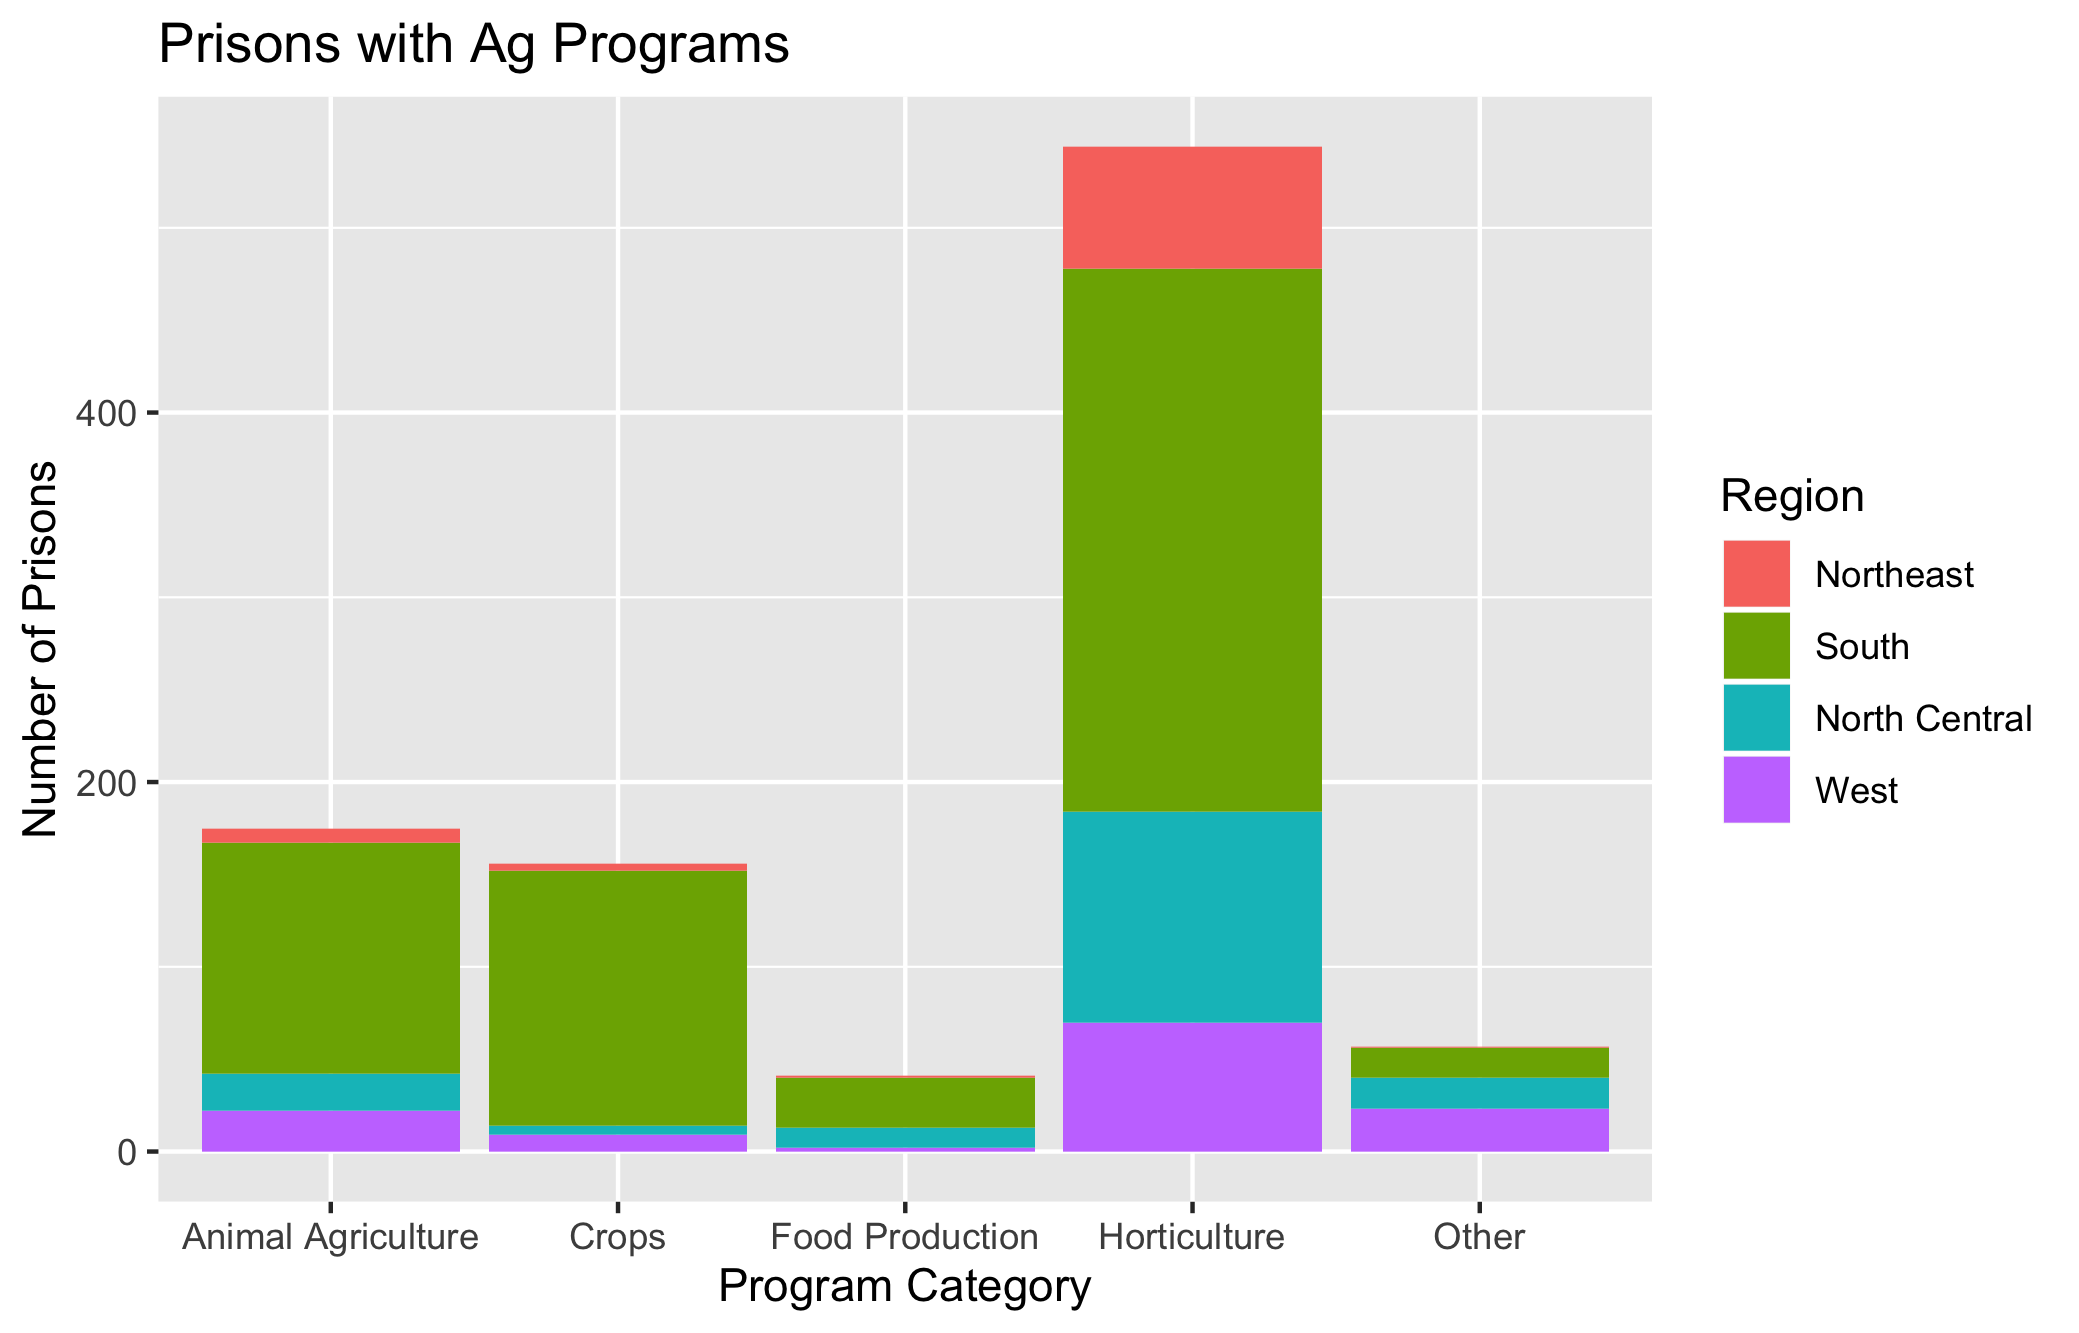 Prisons with Ag Programs
Number of Prisons
400
200
0
Animal Agriculture
Crops
Food Production
Horticulture
Other
Program Category
Region
Northeast
South
North Central
West